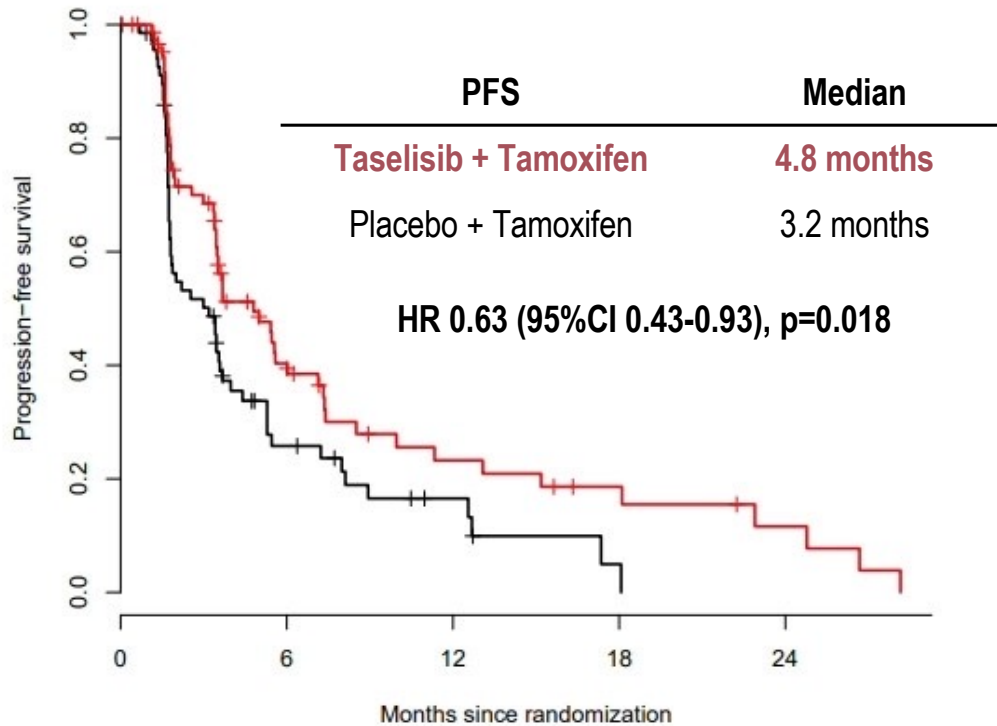 PFS Median
Taselisib + Tamoxifen 4.8 months
Placebo + Tamoxifen 3.2 months
HR 0.63 (95%CI 0.43-0.93), p=0.018
Progression−free survival
1.0
0.8
0.6
0.4
0.2
0.0
0 6 12 18 24
Months since randomization